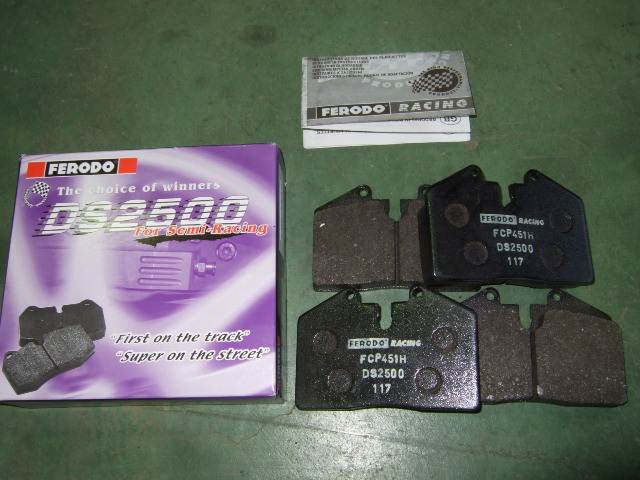 FERODO RACING
FERODO
The choice of winners
DS2500
For Semi-Racing
"First on the track"
"Super on the street"
FERODO RACING
FCP451H
DS2500
117
FERODO RACING
FCP451H
DS2500
117